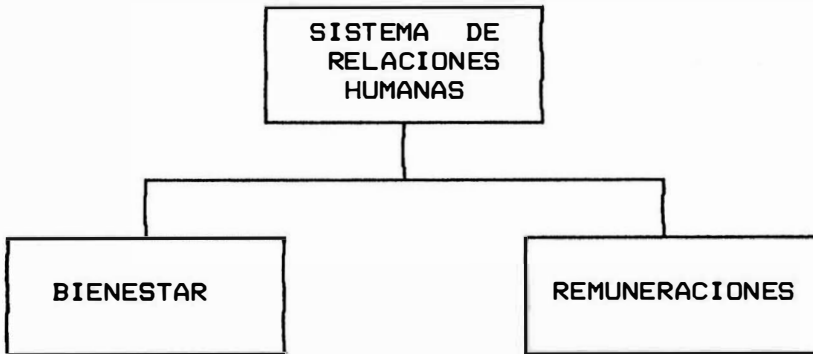 SISTEMA DE
RELACIONES
HUMANAS
BIENESTAR
REMUNERACIONES